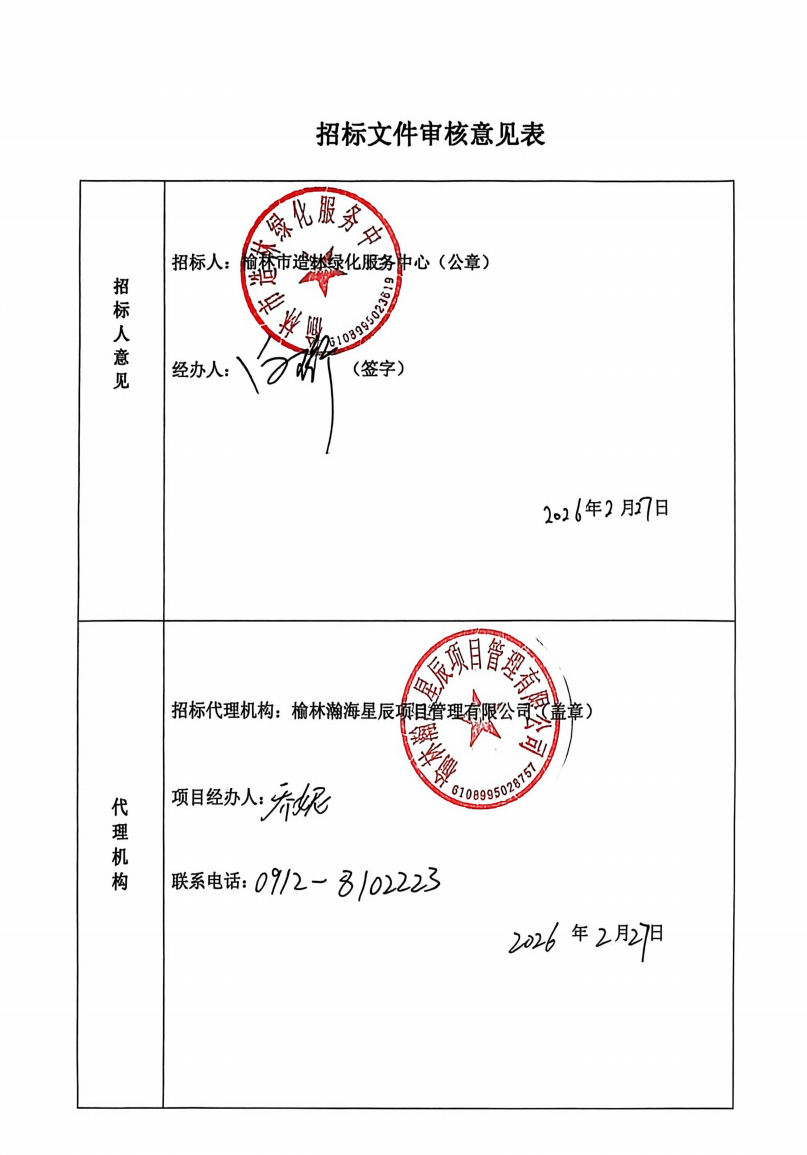 招标文件审核意见表
招标人意见
招标人：榆林市造林绿化服务中心（公章）
榆林市造林绿化服务中
6108995023619
经办人：（签字）
2026年2月27日
代理机构
招标代理机构：榆林瀚海星辰项目管理有限公司（盖章）
榆林瀚海星辰项目管理有限公司
6108995028757
项目经办人：乔妮
联系电话：0912-8102223
2026年2月27日